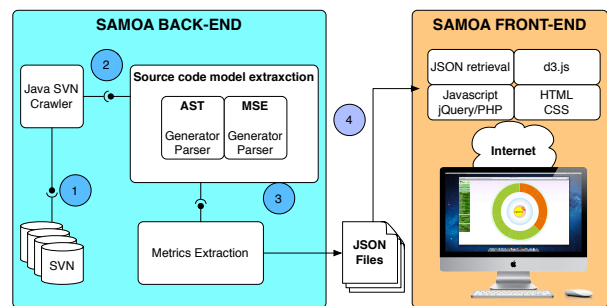 SAMOA BACK-END
SAMOA FRONT-END
2
Source code model extraxction
Java SVN
Crawler
AST
MSE
Generator
Parser
Generator
Parser
4
JSON retrieval
d3.js
Javascript
jQuery/PHP
HTML
CSS
Internet
1
3
SVN
Metrics Extraction
JSON
Files